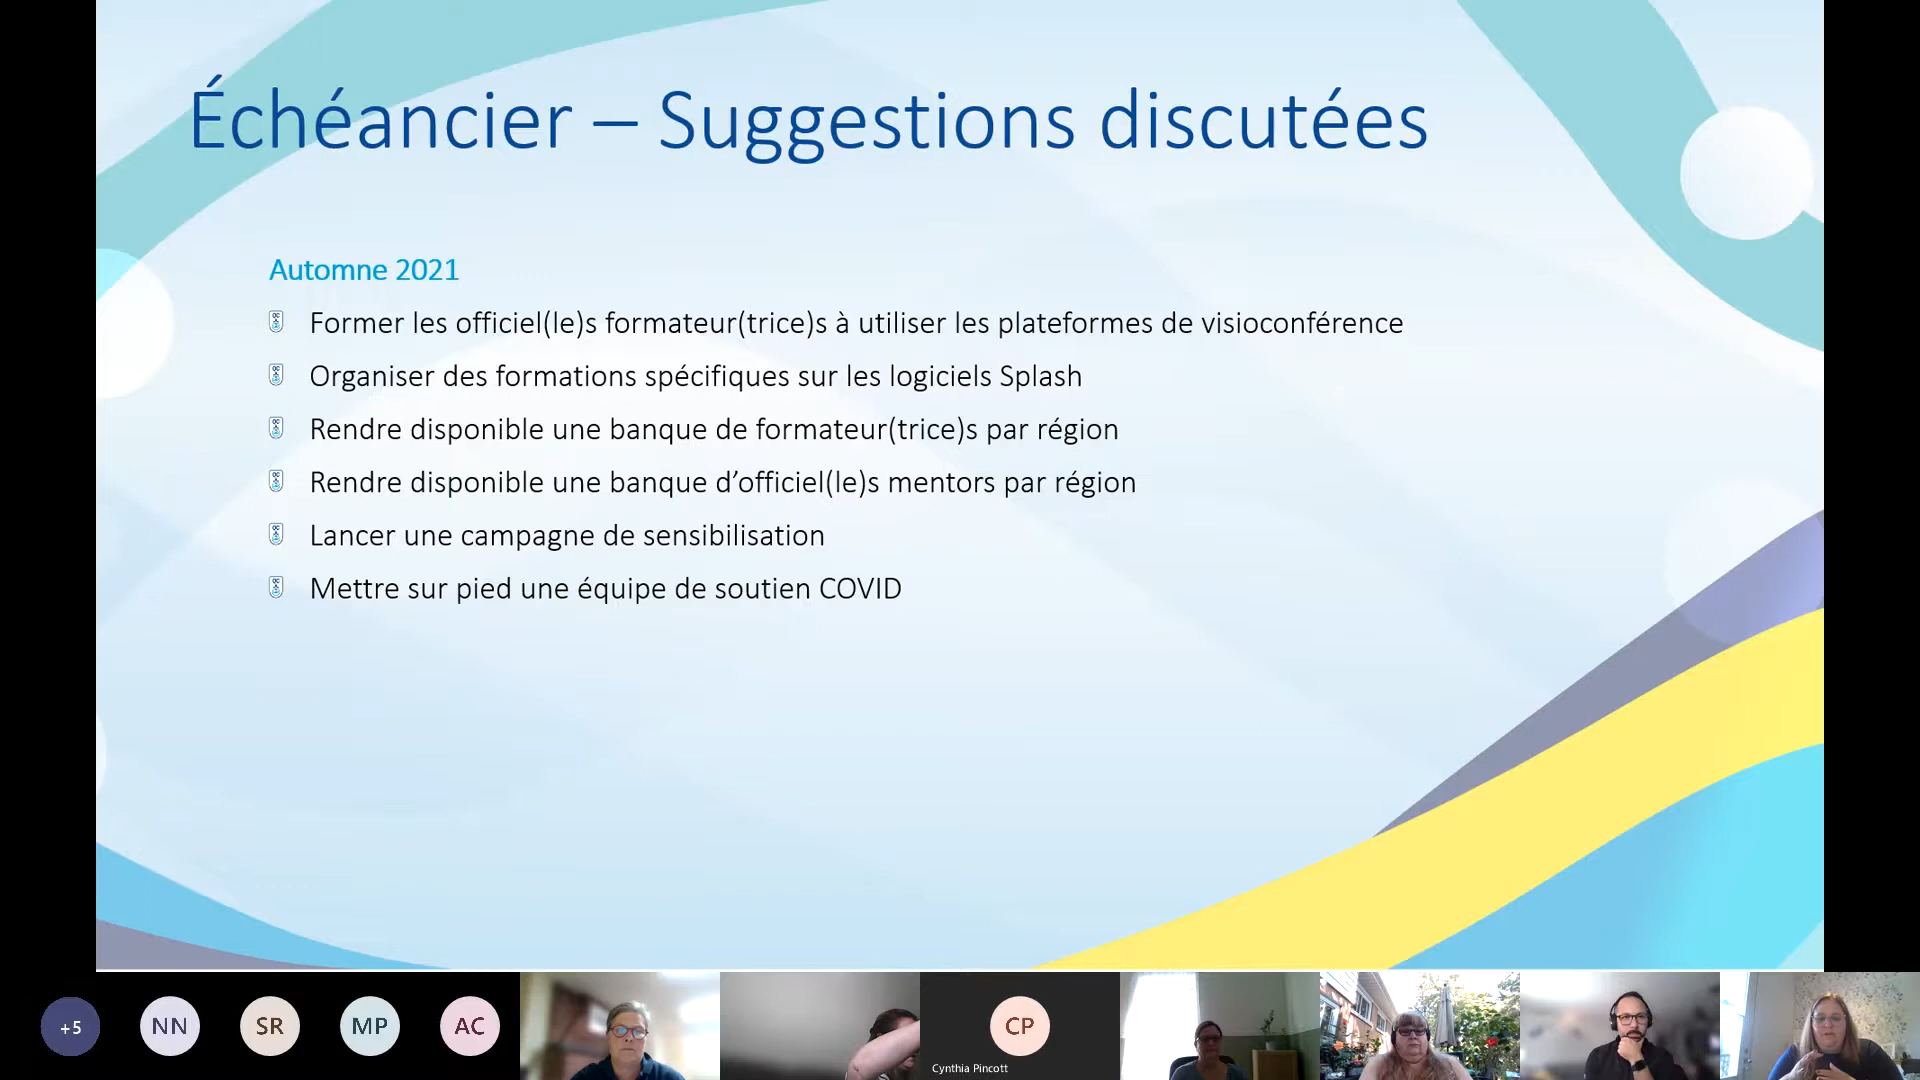 Échéancier – Suggestions discutées
Automne 2021
Former les officiel(le)s formateur(trice)s à utiliser les plateformes de visioconférence
Organiser des formations spécifiques sur les logiciels Splash
Rendre disponible une banque de formateur(trice)s par région
Rendre disponible une banque d’officiel(le)s mentors par région
Lancer une campagne de sensibilisation
Mettre sur pied une équipe de soutien COVID
+5
NN
SR
MP
AC
CP
Cynthia Pincott